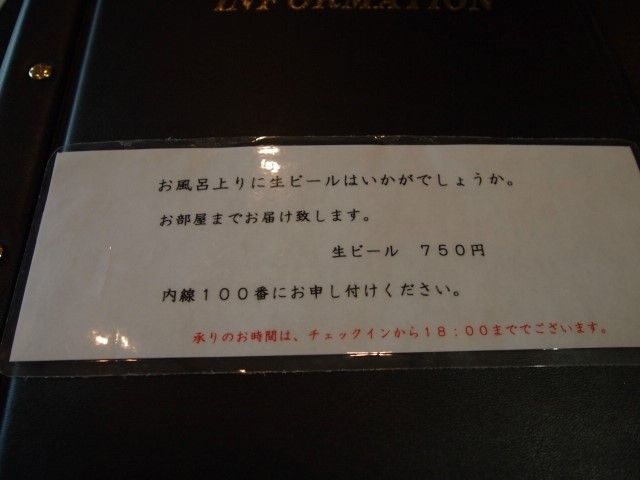 INFORMATION
お風呂上りに生ビールはいかがでしょうか。
お部屋までお届け致します。
生ビール　７５０円
内線１００番にお申し付けください。
承りのお時間は、チェックインから１８：００まででございます。